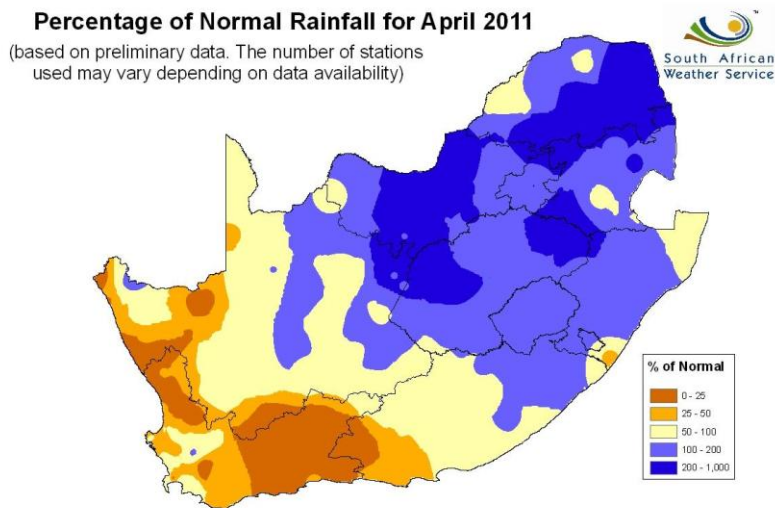 Percentage of Normal Rainfall for April 2011
(based on preliminary data. The number of stations
used may vary depending on data availability)
South African
Weather Service
% of Normal
0 - 25
25 - 50
50 - 100
100 - 200
200 - 1,000